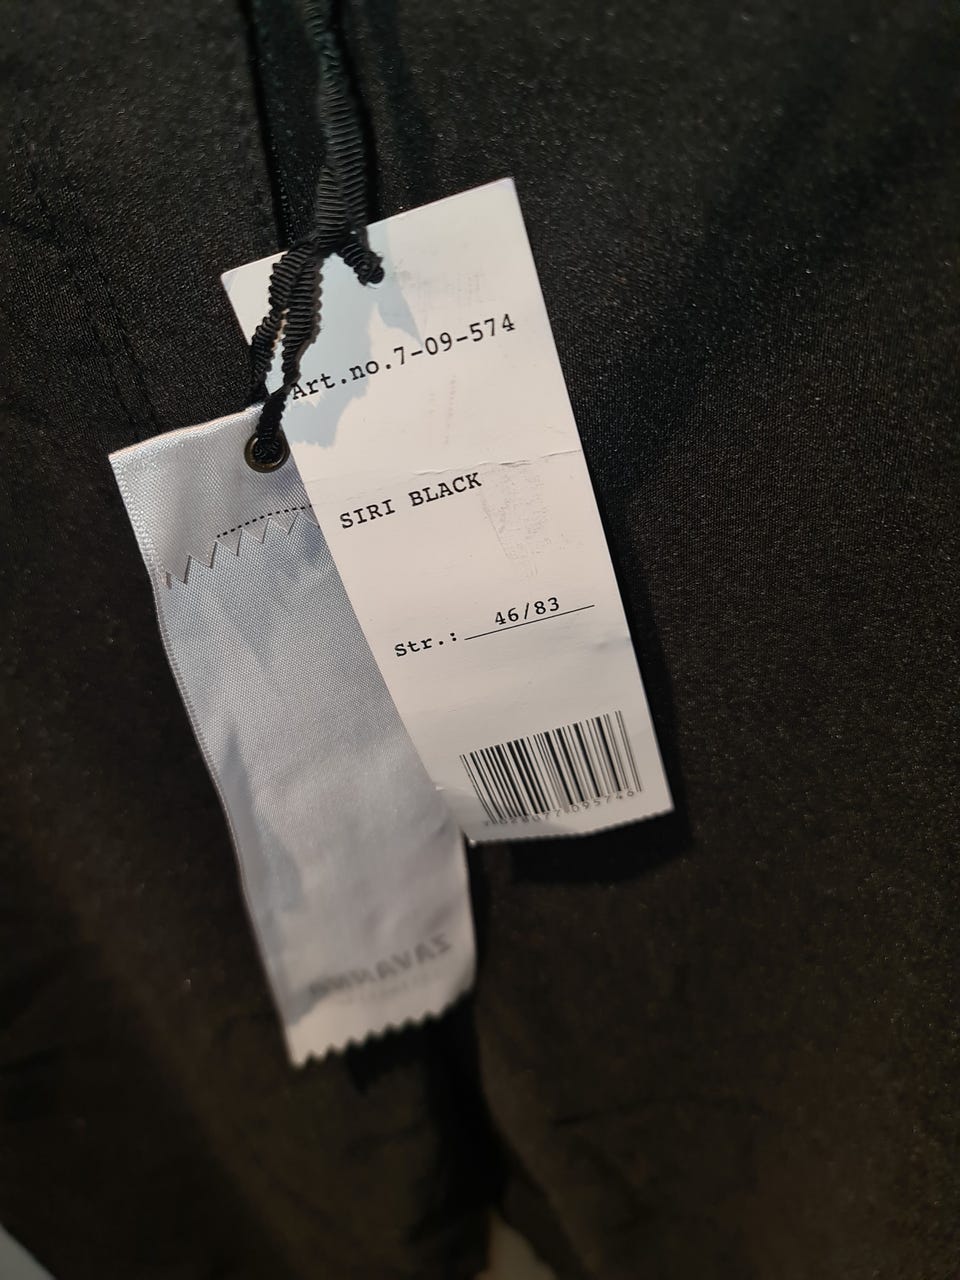 Art.no.7-09-574
SIRI BLACK
Str.: 46/83